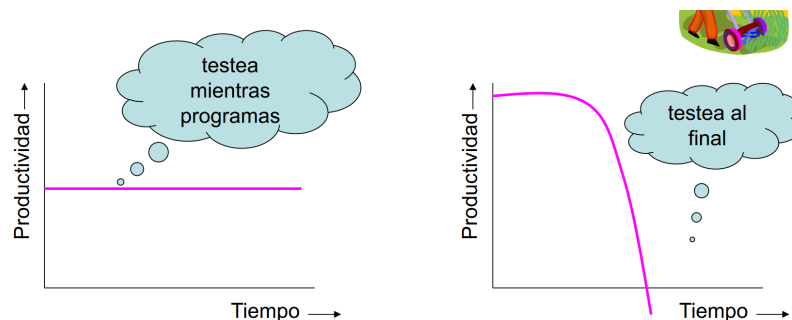 testea
mientras
programas
Productividad
Tiempo
testea al
final
Productividad
Tiempo